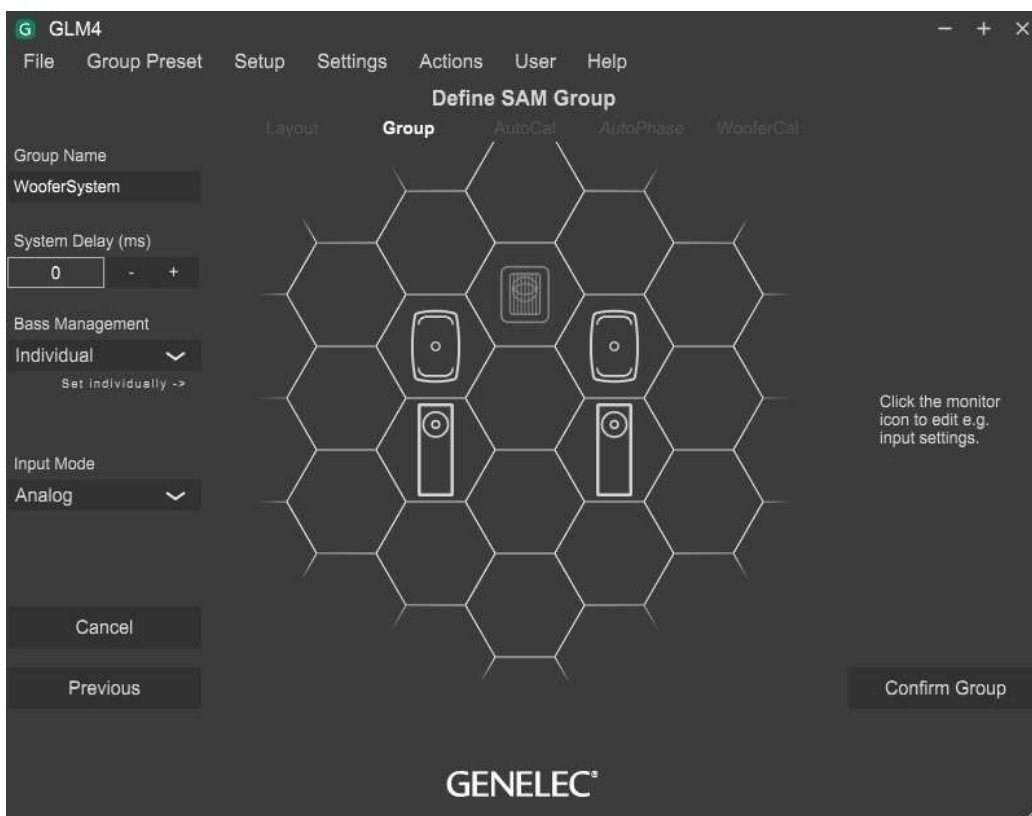 G GLM4
File Group Preset Setup Settings Actions User Help
Define SAM Group
Layout Group AutoCal AutoPhase WooferCal
Group Name
WooferSystem
System Delay (ms)
0 - +
Bass Management
Individual
Set individually ->
Input Mode
Analog
Cancel
Previous
Click the monitor
icon to edit e.g.
input settings.
Confirm Group
GENELEC®